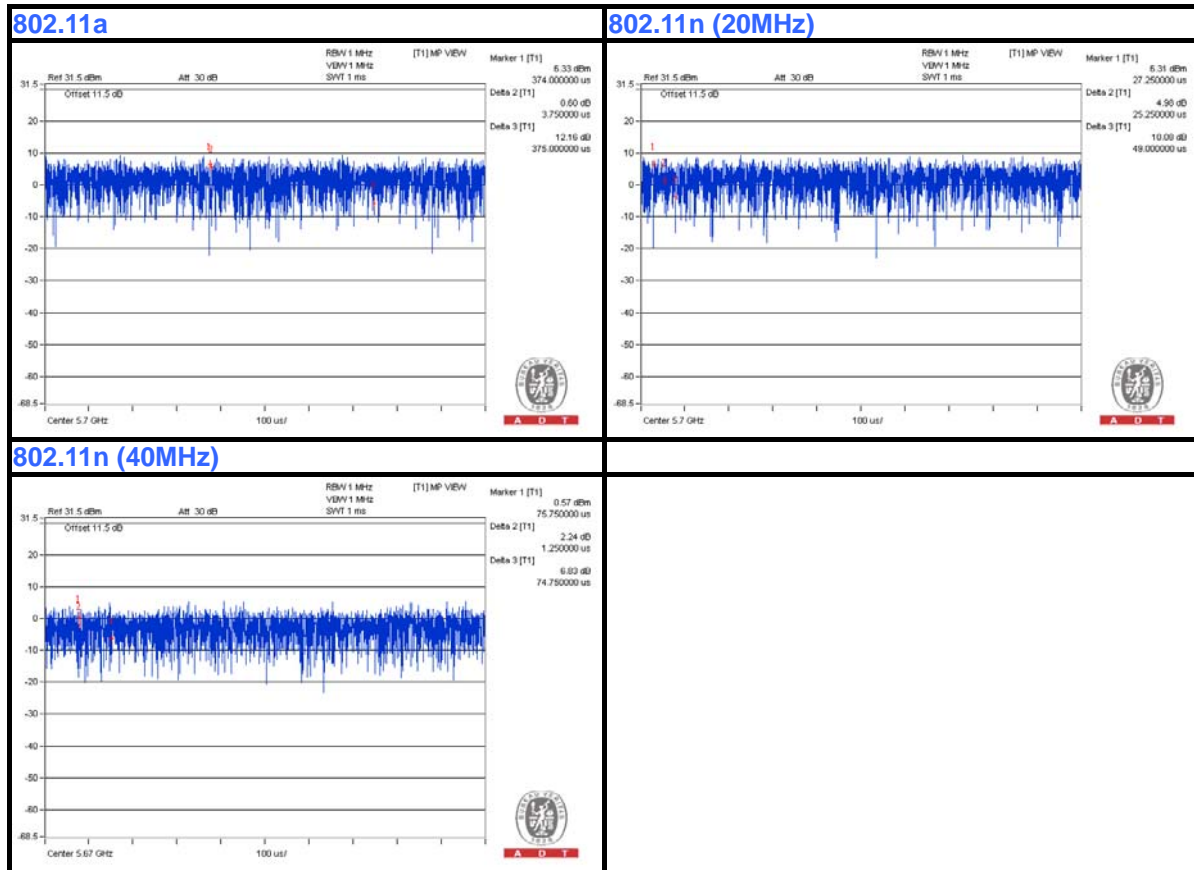 802.11a
RBW 1 MHz [T1] MP VIEW
VBW 1 MHz
Ref 31.5 dBm Att 30 dB SWT 1 ms
Marker 1 [T1]
6.33 dBm
374.000000 us
Delta 2 [T1]
0.60 dB
3.750000 us
Delta 3 [T1]
12.16 dB
375.000000 us
31.5
Offset 11.5 dB
20
10
0
-10
-20
-30
-40
-50
-60
-68.5
Center 5.7 GHz 100 us/
BUREAU VERITAS
1828
A D T
802.11n (20MHz)
RBW 1 MHz [T1] MP VIEW
VBW 1 MHz
Ref 31.5 dBm Att 30 dB SWT 1 ms
Marker 1 [T1]
6.31 dBm
27.250000 us
Delta 2 [T1]
4.90 dB
25.250000 us
Delta 3 [T1]
10.08 dB
49.000000 us
31.5
Offset 11.5 dB
20
10
0
-10
-20
-30
-40
-50
-60
-68.5
Center 5.7 GHz 100 us/
BUREAU VERITAS
1828
A D T
802.11n (40MHz)
RBW 1 MHz [T1] MP VIEW
VBW 1 MHz
Ref 31.5 dBm Att 30 dB SWT 1 ms
Marker 1 [T1]
0.57 dBm
75.750000 us
Delta 2 [T1]
2.24 dB
1.250000 us
Delta 3 [T1]
6.83 dB
74.750000 us
31.5
Offset 11.5 dB
20
10
0
-10
-20
-30
-40
-50
-60
-68.5
Center 5.67 GHz 100 us/
BUREAU VERITAS
1828
A D T